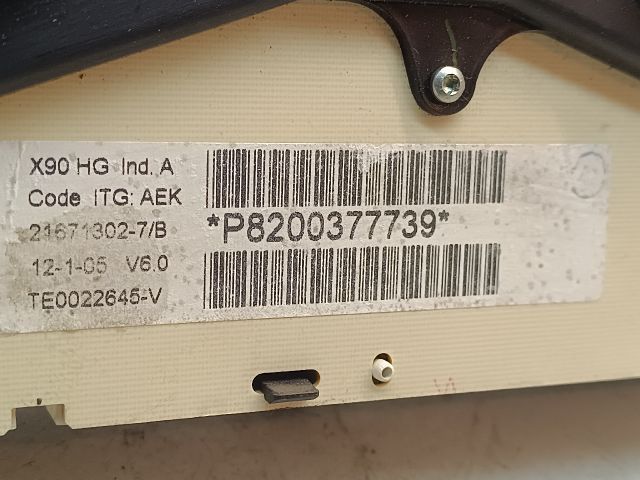 X90 HG Ind. A
Code ITG: AEK
21671302-7/B
*P8200377739*
12-1-05 V6.0
TE0022645-V